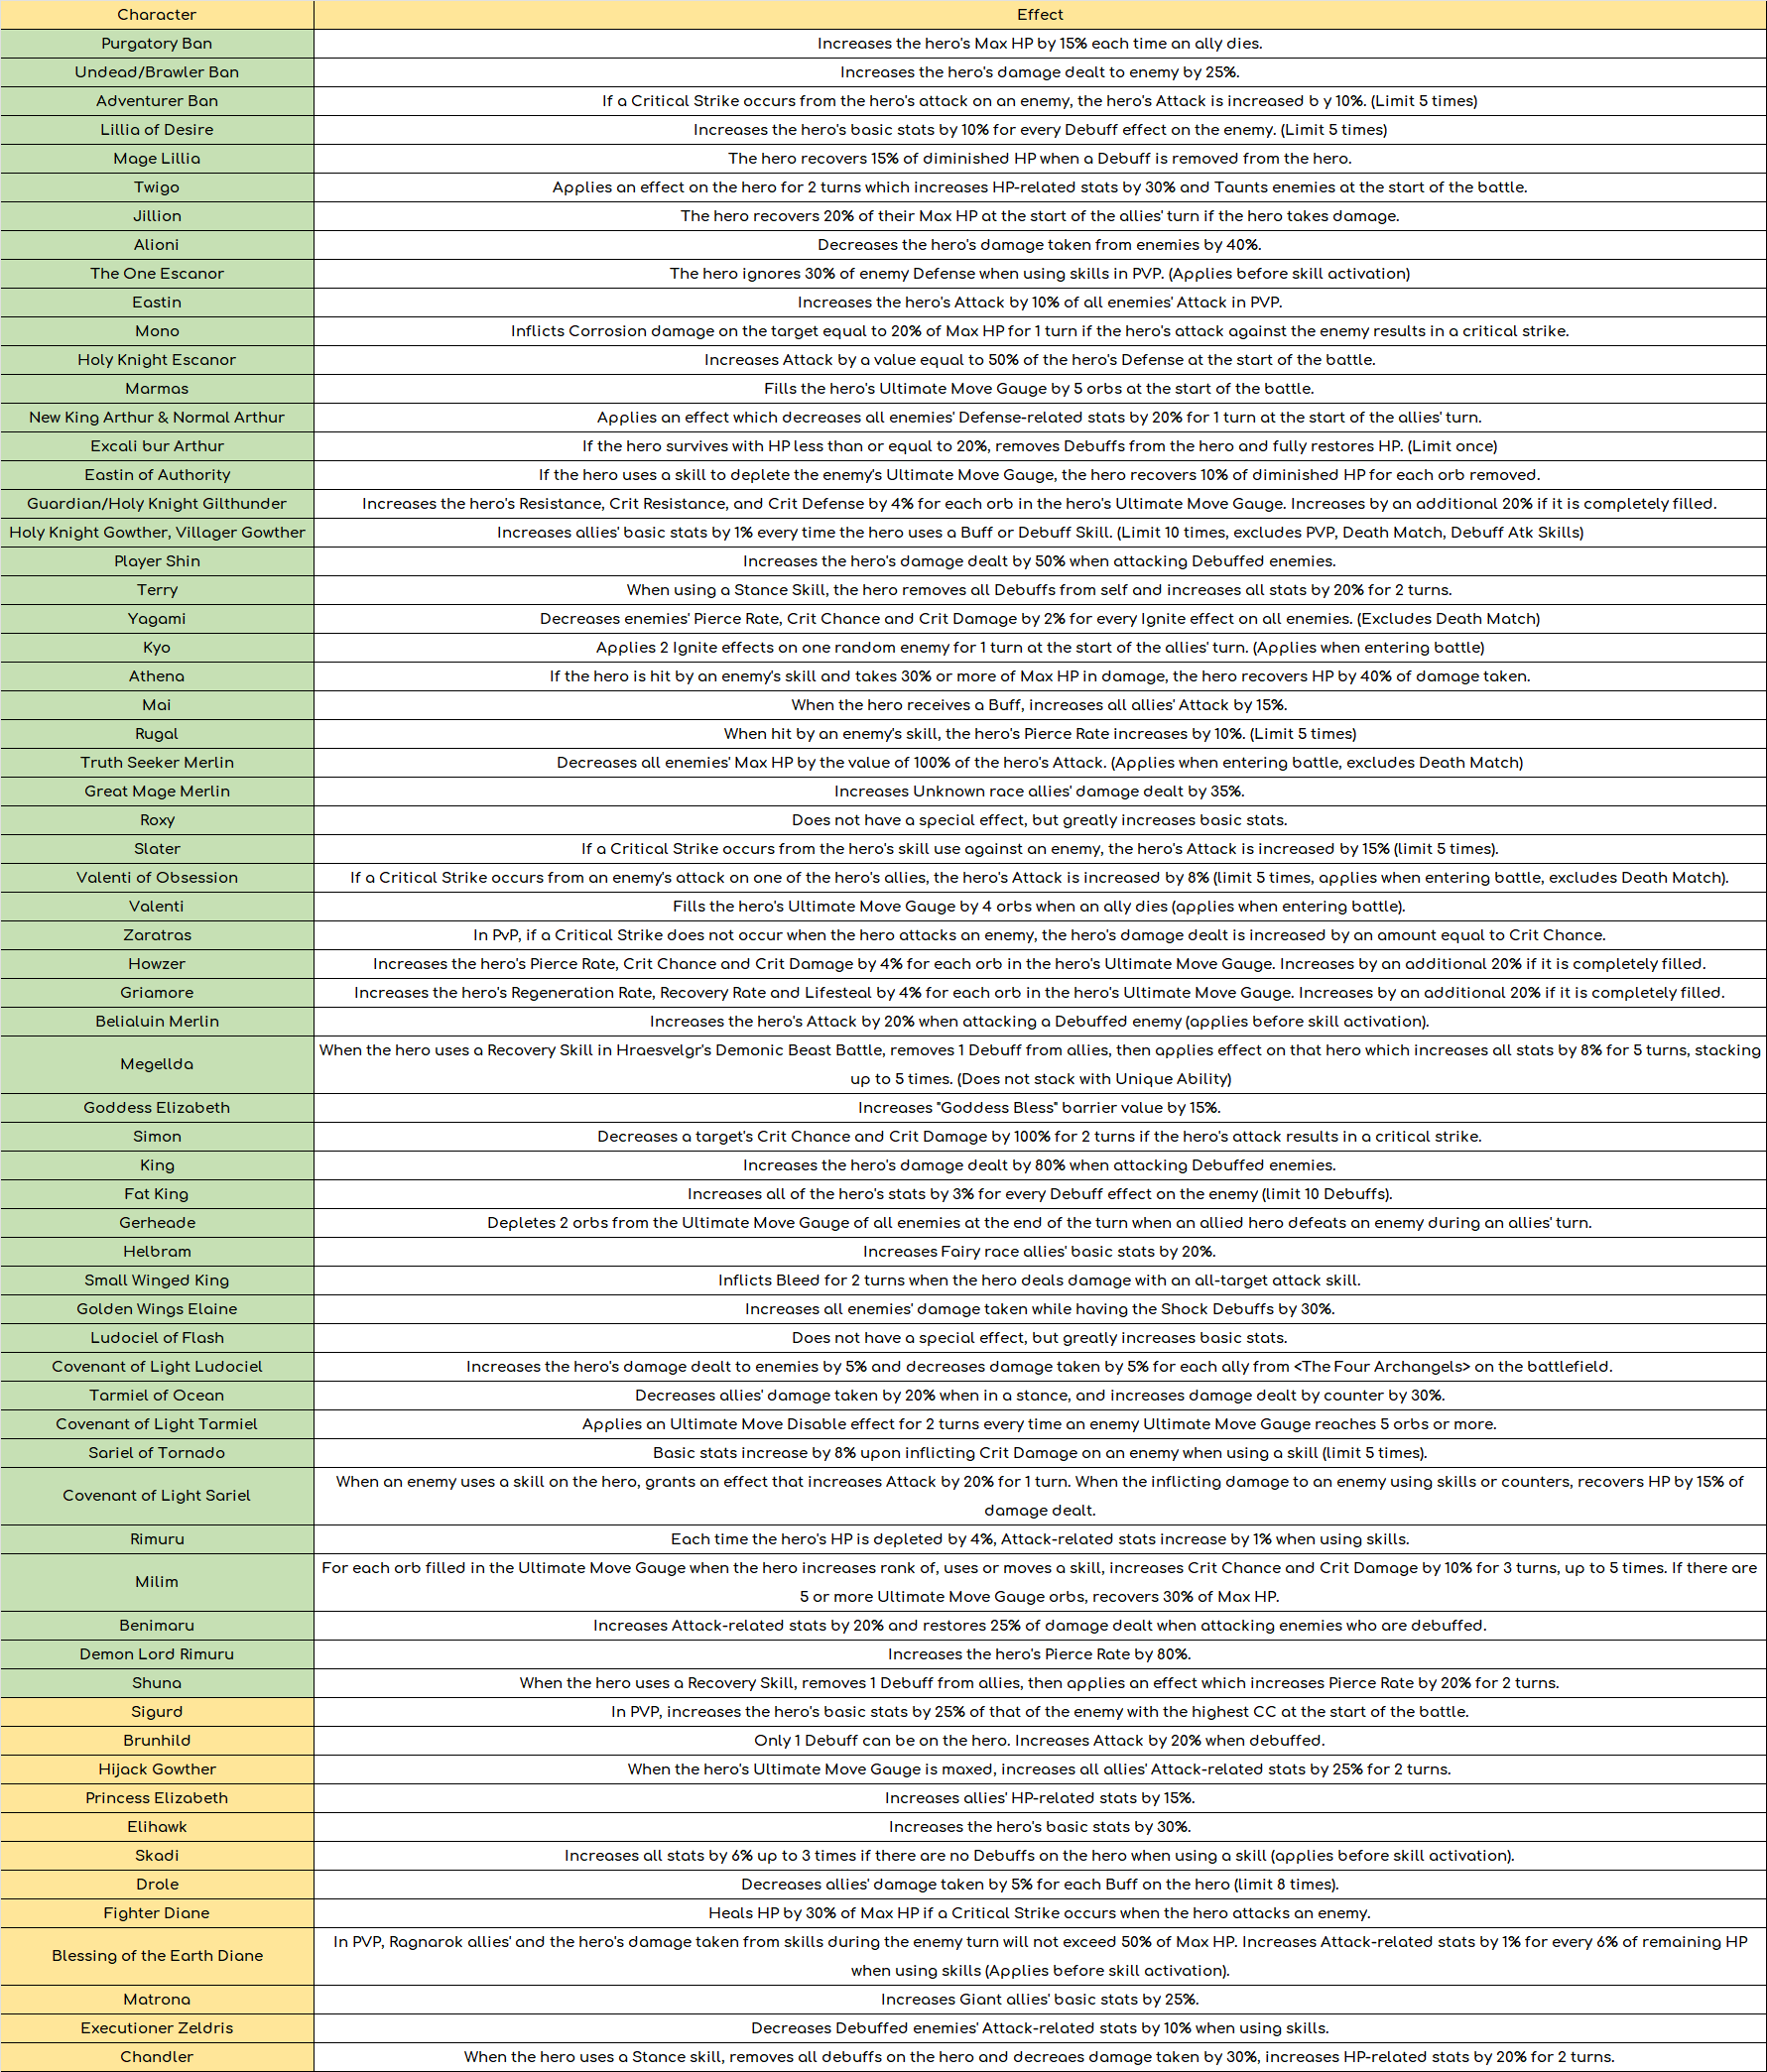 Character Effect
Purgatory Ban Increases the hero's Max HP by 15% each time an ally dies.
Undead/Brawler Ban Increases the hero's damage dealt to enemy by 25%.
Adventurer Ban If a Critical Strike occurs from the hero's attack on an enemy, the hero's Attack is increased b y 10%. (Limit 5 times)
Lillia of Desire Increases the hero's basic stats by 10% for every Debuff effect on the enemy. (Limit 5 times)
Mage Lillia The hero recovers 15% of diminished HP when a Debuff is removed from the hero.
Twigo Applies an effect on the hero for 2 turns which increases HP-related stats by 30% and Taunts enemies at the start of the battle.
Jillion The hero recovers 20% of their Max HP at the start of the allies' turn if the hero takes damage.
Alioni Decreases the hero's damage taken from enemies by 40%.
The One Escanor The hero ignores 30% of enemy Defense when using skills in PVP. (Applies before skill activation)
Eastin Increases the hero's Attack by 10% of all enemies' Attack in PVP.
Mono Inflicts Corrosion damage on the target equal to 20% of Max HP for 1 turn if the hero's attack against the enemy results in a critical strike.
Holy Knight Escanor Increases Attack by a value equal to 50% of the hero's Defense at the start of the battle.
Marmas Fills the hero's Ultimate Move Gauge by 5 orbs at the start of the battle.
New King Arthur & Normal Arthur Applies an effect which decreases all enemies' Defense-related stats by 20% for 1 turn at the start of the allies' turn.
Excali bur Arthur If the hero survives with HP less than or equal to 20%, removes Debuffs from the hero and fully restores HP. (Limit once)
Eastin of Authority If the hero uses a skill to deplete the enemy's Ultimate Move Gauge, the hero recovers 10% of diminished HP for each orb removed.
Guardian/Holy Knight Gilthunder Increases the hero's Resistance, Crit Resistance, and Crit Defense by 4% for each orb in the hero's Ultimate Move Gauge. Increases by an additional 20% if it is completely filled.
Holy Knight Gowther, Villager Gowther Increases allies' basic stats by 1% every time the hero uses a Buff or Debuff Skill. (Limit 10 times, excludes PVP, Death Match, Debuff Atk Skills)
Player Shin Increases the hero's damage dealt by 50% when attacking Debuffed enemies.
Terry When using a Stance Skill, the hero removes all Debuffs from self and increases all stats by 20% for 2 turns.
Yagami Decreases enemies' Pierce Rate, Crit Chance and Crit Damage by 2% for every Ignite effect on all enemies. (Excludes Death Match)
Kyo Applies 2 Ignite effects on one random enemy for 1 turn at the start of the allies' turn. (Applies when entering battle)
Athena If the hero is hit by an enemy's skill and takes 30% or more of Max HP in damage, the hero recovers HP by 40% of damage taken.
Mai When the hero receives a Buff, increases all allies' Attack by 15%.
Rugal When hit by an enemy's skill, the hero's Pierce Rate increases by 10%. (Limit 5 times)
Truth Seeker Merlin Decreases all enemies' Max HP by the value of 100% of the hero's Attack. (Applies when entering battle, excludes Death Match)
Great Mage Merlin Increases Unknown race allies' damage dealt by 35%.
Roxy Does not have a special effect, but greatly increases basic stats.
Slater If a Critical Strike occurs from the hero's skill use against an enemy, the hero's Attack is increased by 15% (limit 5 times).
Valenti of Obsession If a Critical Strike occurs from an enemy's attack on one of the hero's allies, the hero's Attack is increased by 8% (limit 5 times, applies when entering battle, excludes Death Match).
Valenti Fills the hero's Ultimate Move Gauge by 4 orbs when an ally dies (applies when entering battle).
Zaratras In PvP, if a Critical Strike does not occur when the hero attacks an enemy, the hero's damage dealt is increased by an amount equal to Crit Chance.
Howzer Increases the hero's Pierce Rate, Crit Chance and Crit Damage by 4% for each orb in the hero's Ultimate Move Gauge. Increases by an additional 20% if it is completely filled.
Griamore Increases the hero's Regeneration Rate, Recovery Rate and Lifesteal by 4% for each orb in the hero's Ultimate Move Gauge. Increases by an additional 20% if it is completely filled.
Belialuin Merlin Increases the hero's Attack by 20% when attacking a Debuffed enemy (applies before skill activation).
Megellda When the hero uses a Recovery Skill in Hraesvelgr's Demonic Beast Battle, removes 1 Debuff from allies, then applies effect on that hero which increases all stats by 8% for 5 turns, stacking
up to 5 times. (Does not stack with Unique Ability)
Goddess Elizabeth Increases "Goddess Bless" barrier value by 15%.
Simon Decreases a target's Crit Chance and Crit Damage by 100% for 2 turns if the hero's attack results in a critical strike.
King Increases the hero's damage dealt by 80% when attacking Debuffed enemies.
Fat King Increases all of the hero's stats by 3% for every Debuff effect on the enemy (limit 10 Debuffs).
Gerheade Depletes 2 orbs from the Ultimate Move Gauge of all enemies at the end of the turn when an allied hero defeats an enemy during an allies' turn.
Helbram Increases Fairy race allies' basic stats by 20%.
Small Winged King Inflicts Bleed for 2 turns when the hero deals damage with an all-target attack skill.
Golden Wings Elaine Increases all enemies' damage taken while having the Shock Debuffs by 30%.
Ludociel of Flash Does not have a special effect, but greatly increases basic stats.
Covenant of Light Ludociel Increases the hero's damage dealt to enemies by 5% and decreases damage taken by 5% for each ally from <The Four Archangels> on the battlefield.
Tarmiel of Ocean Decreases allies' damage taken by 20% when in a stance, and increases damage dealt by counter by 30%.
Covenant of Light Tarmiel Applies an Ultimate Move Disable effect for 2 turns every time an enemy Ultimate Move Gauge reaches 5 orbs or more.
Sariel of Tornado Basic stats increase by 8% upon inflicting Crit Damage on an enemy when using a skill (limit 5 times).
Covenant of Light Sariel When an enemy uses a skill on the hero, grants an effect that increases Attack by 20% for 1 turn. When the inflicting damage to an enemy using skills or counters, recovers HP by 15% of
damage dealt.
Rimuru Each time the hero's HP is depleted by 4%, Attack-related stats increase by 1% when using skills.
Milim For each orb filled in the Ultimate Move Gauge when the hero increases rank of, uses or moves a skill, increases Crit Chance and Crit Damage by 10% for 3 turns, up to 5 times. If there are
5 or more Ultimate Move Gauge orbs, recovers 30% of Max HP.
Benimaru Increases Attack-related stats by 20% and restores 25% of damage dealt when attacking enemies who are debuffed.
Demon Lord Rimuru Increases the hero's Pierce Rate by 80%.
Shuna When the hero uses a Recovery Skill, removes 1 Debuff from allies, then applies an effect which increases Pierce Rate by 20% for 2 turns.
Sigurd In PVP, increases the hero's basic stats by 25% of that of the enemy with the highest CC at the start of the battle.
Brunhild Only 1 Debuff can be on the hero. Increases Attack by 20% when debuffed.
Hijack Gowther When the hero's Ultimate Move Gauge is maxed, increases all allies' Attack-related stats by 25% for 2 turns.
Princess Elizabeth Increases allies' HP-related stats by 15%.
Elihawk Increases the hero's basic stats by 30%.
Skadi Increases all stats by 6% up to 3 times if there are no Debuffs on the hero when using a skill (applies before skill activation).
Drole Decreases allies' damage taken by 5% for each Buff on the hero (limit 8 times).
Fighter Diane Heals HP by 30% of Max HP if a Critical Strike occurs when the hero attacks an enemy.
Blessing of the Earth Diane In PVP, Ragnarok allies' and the hero's damage taken from skills during the enemy turn will not exceed 50% of Max HP. Increases Attack-related stats by 1% for every 6% of remaining HP
when using skills (Applies before skill activation).
Matrona Increases Giant allies' basic stats by 25%.
Executioner Zeldris Decreases Debuffed enemies' Attack-related stats by 10% when using skills.
Chandler When the hero uses a Stance skill, removes all debuffs on the hero and decreaes damage taken by 30%, increases HP-related stats by 20% for 2 turns.